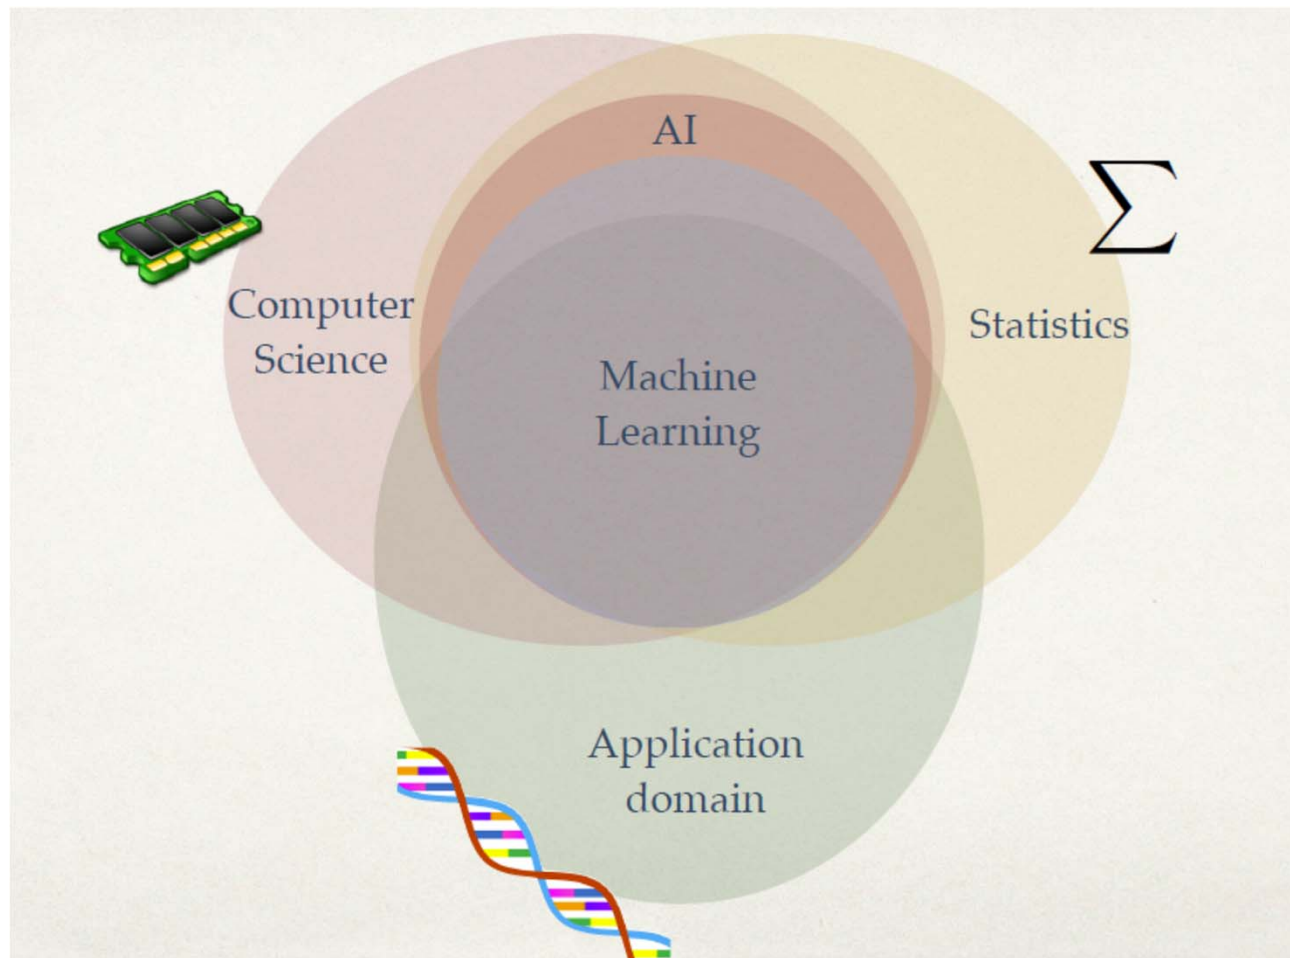 AI
∑
Computer
Science
Statistics
Machine
Learning
Application
domain